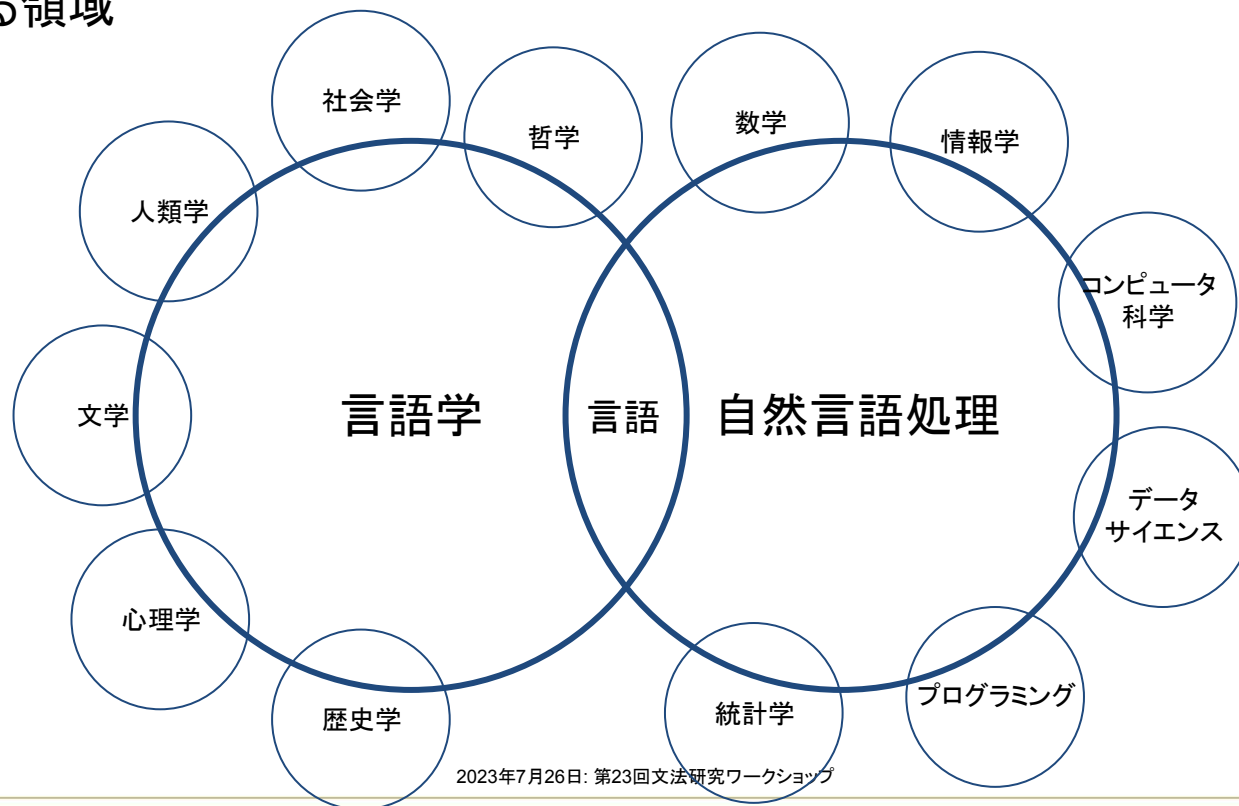 る領域
社会学
哲学
数学
情報学
人類学
コンピュータ
科学
文学
言語学
言語
自然言語処理
データ
サイエンス
心理学
歴史学
統計学
プログラミング
2023年7月26日: 第23回文法研究ワークショップ